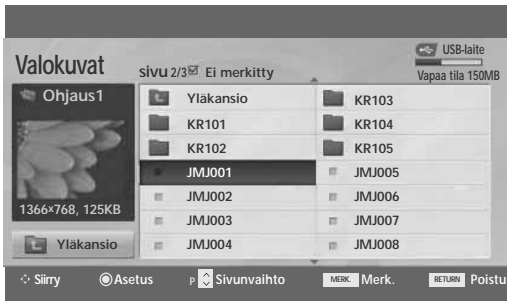 USB-laite
Valokuvat
sivu 2/3 Ei merkitty
Vapaa tila 150MB
Ohjaus1
Yläkansio
KR101
KR102
JMJ001
JMJ002
JMJ003
JMJ004
KR103
KR104
KR105
JMJ005
JMJ006
JMJ007
JMJ008
1366×768, 125KB
Yläkansio
Siirry Asetus P Sivunvaihto MERK. Merk. RETURN Poistu